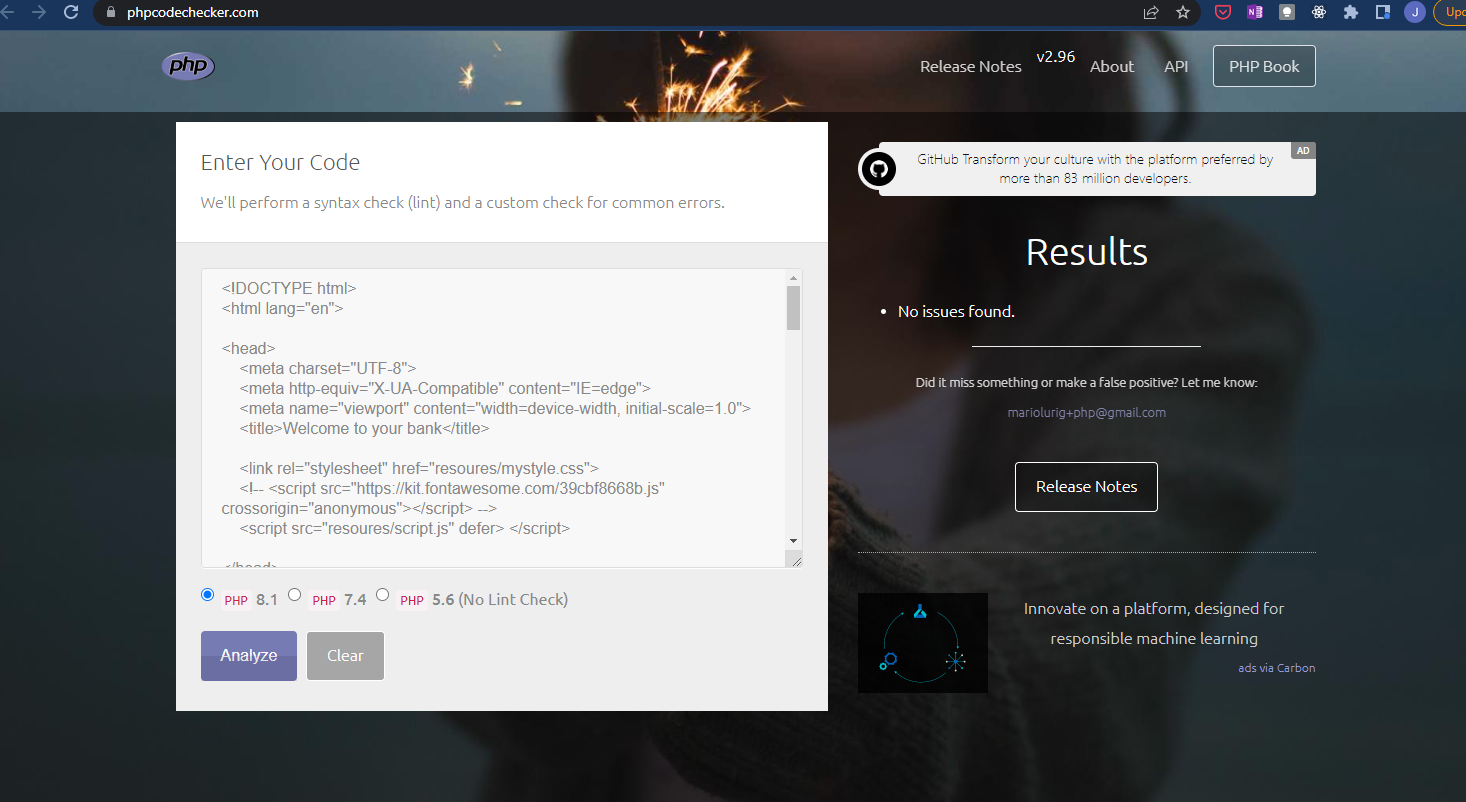 phpcodechecker.com
J
php
Release Notes
v2.96
About
API
PHP Book
Enter Your Code
We'll perform a syntax check (lint) and a custom check for common errors.
<!DOCTYPE html>
<html lang="en">
<head>
<meta charset="UTF-8">
<meta http-equiv="X-UA-Compatible" content="IE=edge">
<meta name="viewport" content="width=device-width, initial-scale=1.0">
<title>Welcome to your bank</title>
<link rel="stylesheet" href="resoures/mystyle.css">
<!-- <script src="https://kit.fontawesome.com/39cbf8668b.js"
crossorigin="anonymous"></script> -->
<script src="resoures/script.js" defer> </script>
</head>
PHP 8.1 PHP 7.4 PHP 5.6 (No Lint Check)
Analyze
Clear
AD
GitHub Transform your culture with the platform preferred by
more than 83 million developers.
Results
• No issues found.
Did it miss something or make a false positive? Let me know:
mariolurig+php@gmail.com
Release Notes
Innovate on a platform, designed for
responsible machine learning
ads via Carbon